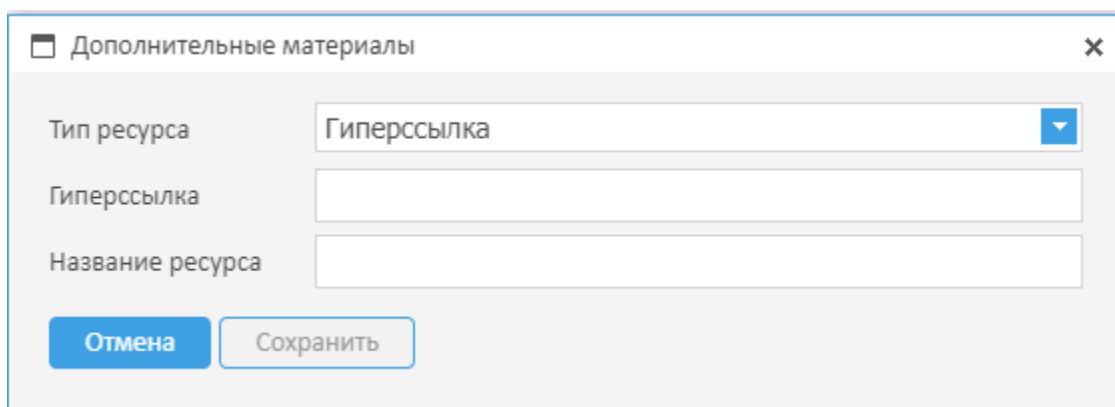 Дополнительные материалы
Тип ресурса Гиперссылка
Гиперссылка
Название ресурса
Отмена Сохранить